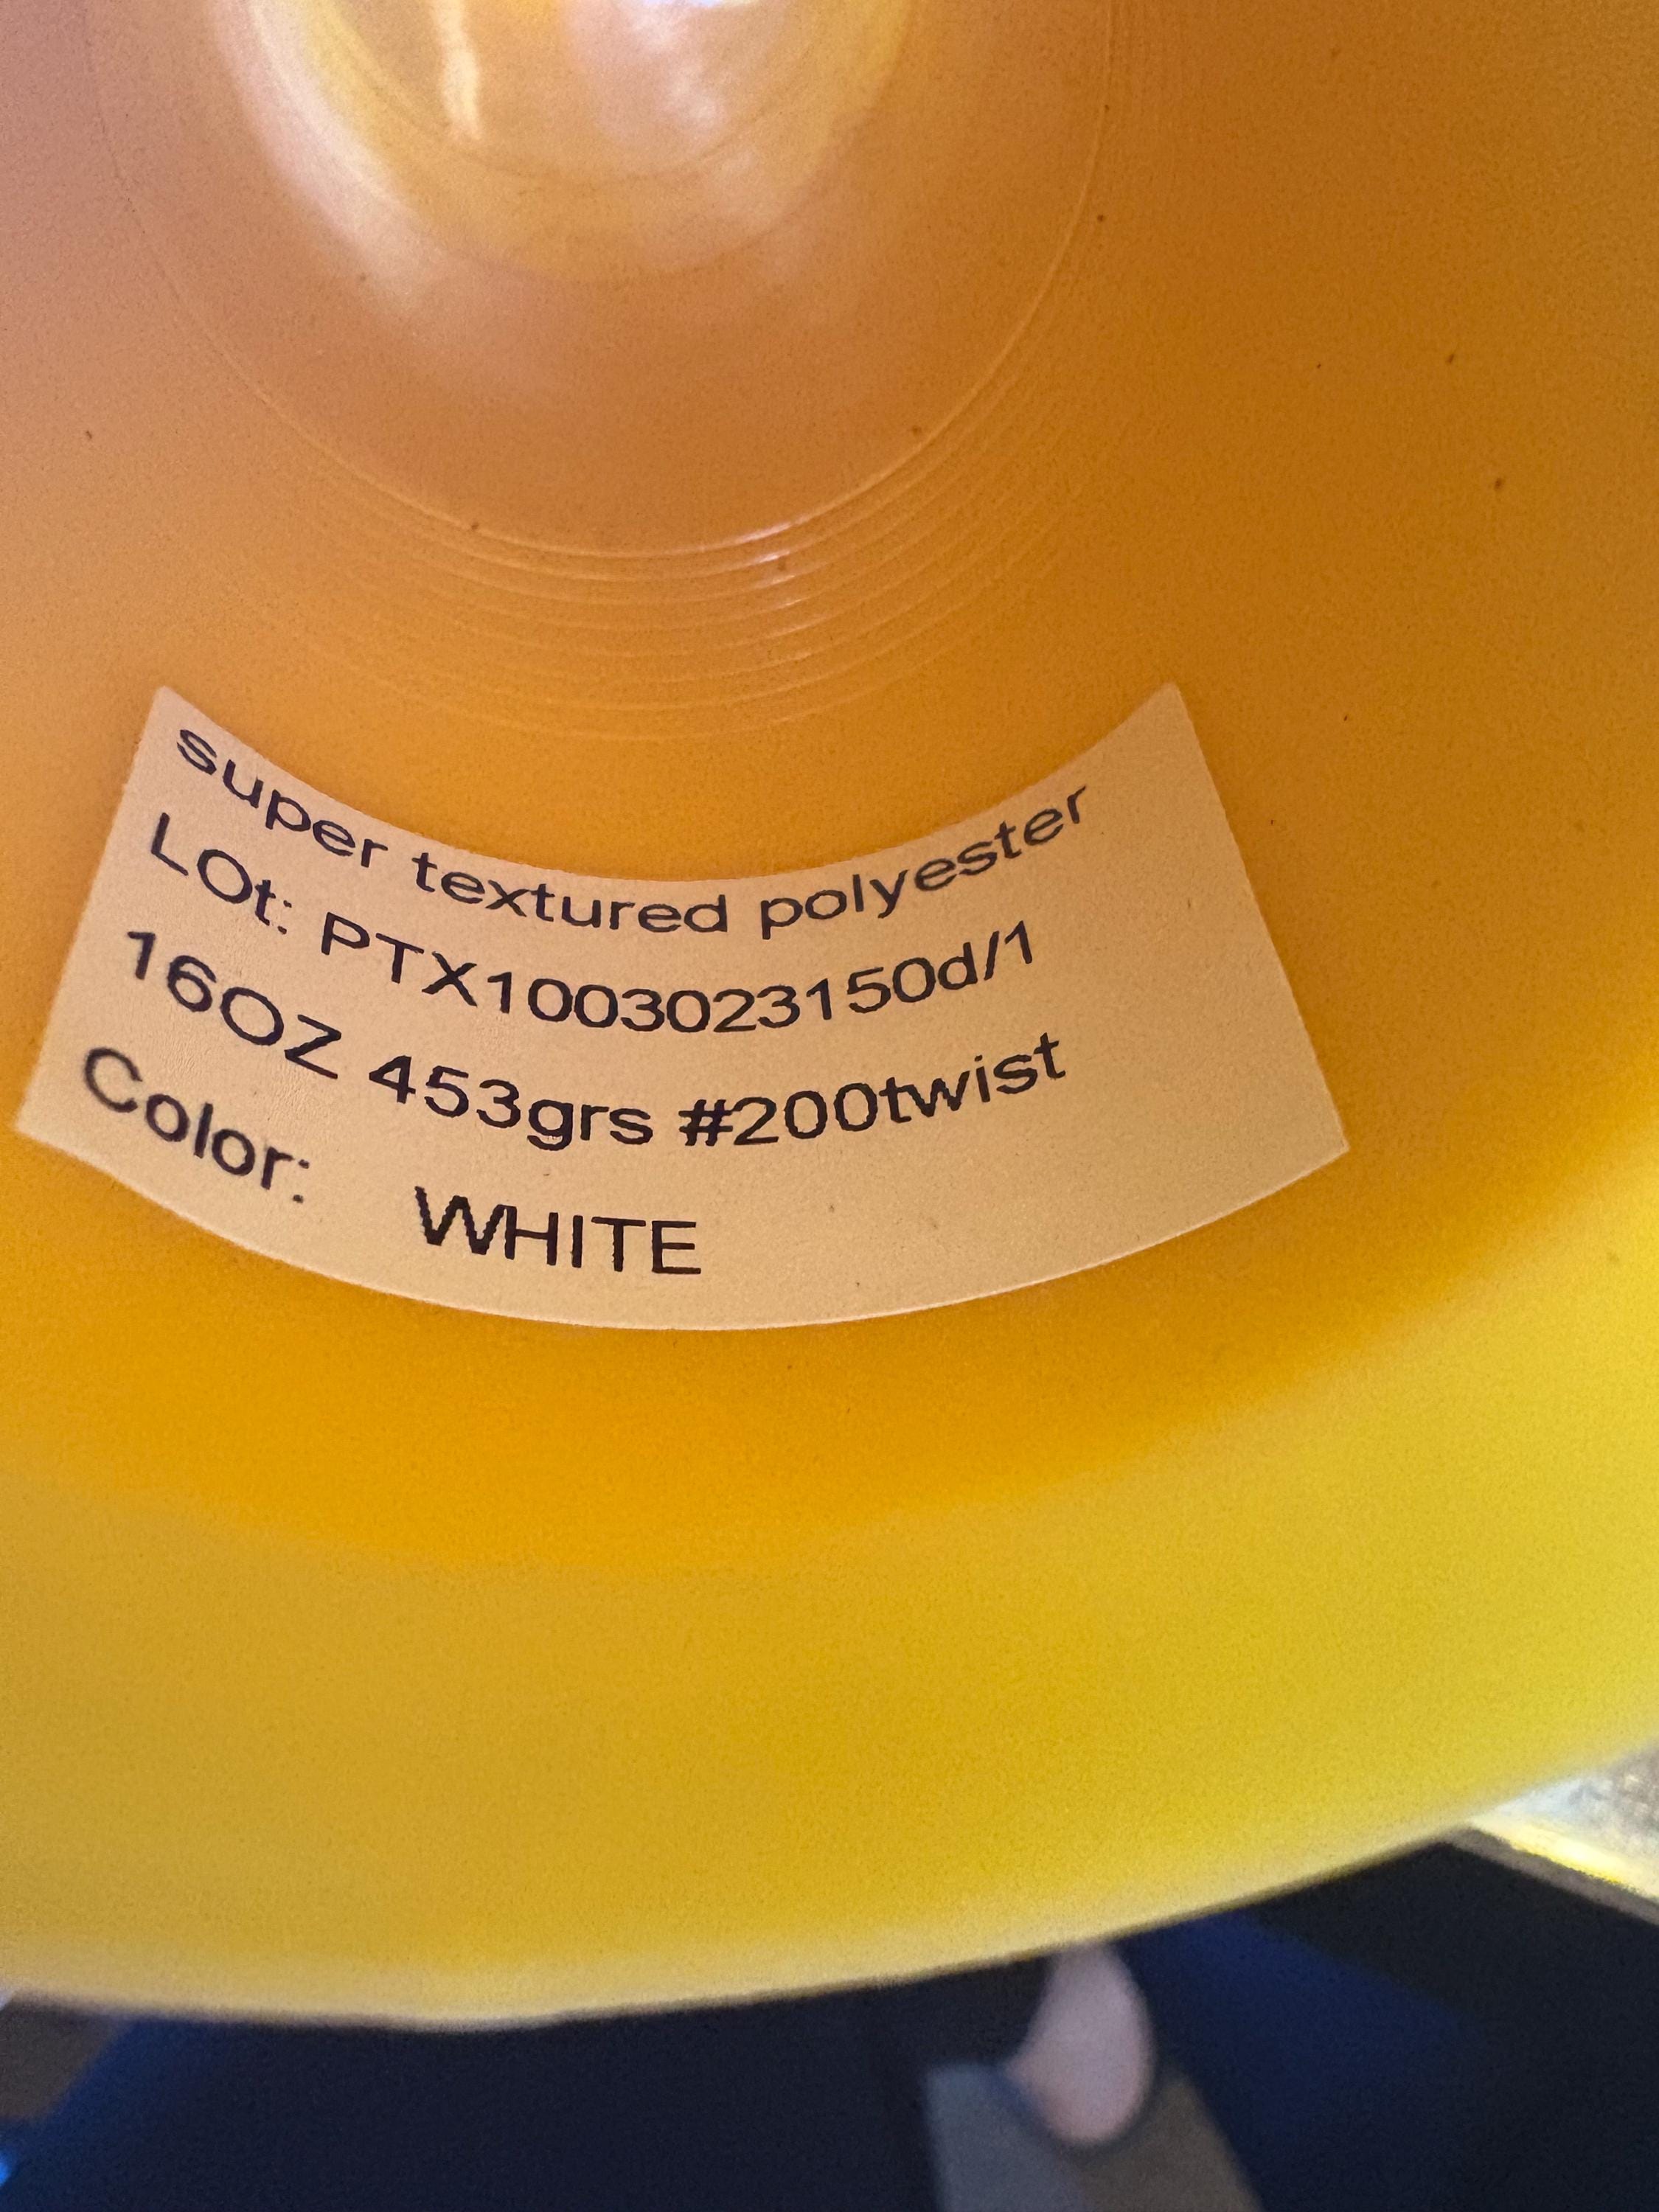 super textured polyester
LOt: PTX1003023150d/1
16OZ 453grs #200twist
Color: WHITE